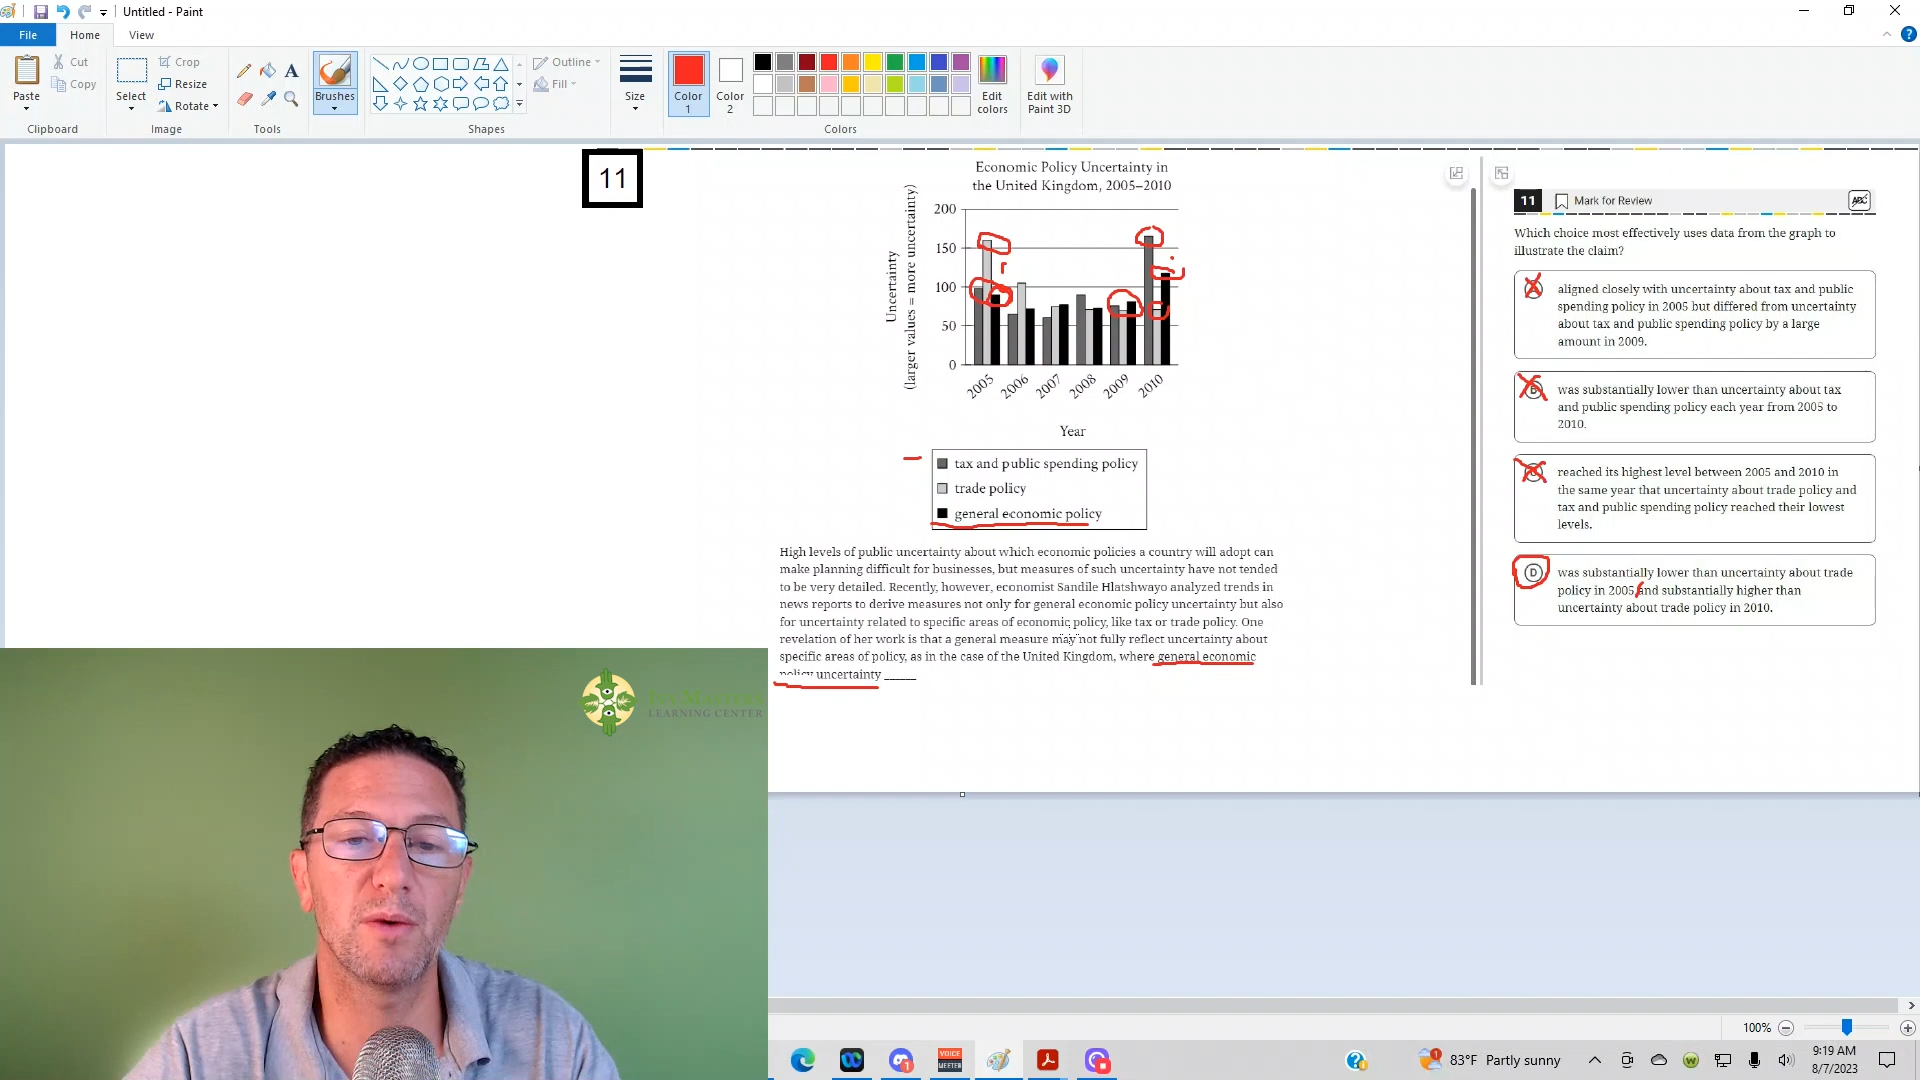 Untitled - Paint
File
Home
View
Paste
Cut
Copy
Clipboard
Select
Crop
Resize
Rotate
Image
Tools
Brushes
Shapes
Outline
Fill
Size
Color 1
Color 2
Edit colors
Edit with Paint 3D
Colors
11
Economic Policy Uncertainty in
the United Kingdom, 2005–2010
Uncertainty
(larger values = more uncertainty)
200
150
100
50
0
2005
2006
2007
2008
2009
2010
Year
tax and public spending policy
trade policy
general economic policy
High levels of public uncertainty about which economic policies a country will adopt can
make planning difficult for businesses, but measures of such uncertainty have not tended
to be very detailed. Recently, however, economist Sandile Hlatshwayo analyzed trends in
news reports to derive measures not only for general economic policy uncertainty but also
for uncertainty related to specific areas of economic policy, like tax or trade policy. One
revelation of her work is that a general measure may not fully reflect uncertainty about
specific areas of policy, as in the case of the United Kingdom, where general economic
policy uncertainty ______
11
Mark for Review
ABC
Which choice most effectively uses data from the graph to
illustrate the claim?
aligned closely with uncertainty about tax and public
spending policy in 2005 but differed from uncertainty
about tax and public spending policy by a large
amount in 2009.
B
was substantially lower than uncertainty about tax
and public spending policy each year from 2005 to
2010.
reached its highest level between 2005 and 2010 in
the same year that uncertainty about trade policy and
tax and public spending policy reached their lowest
levels.
D
was substantially lower than uncertainty about trade
policy in 2005 and substantially higher than
uncertainty about trade policy in 2010.
LEARNING CENTER
100%
VOICE
MEETER
83°F Partly sunny
9:19 AM
8/7/2023